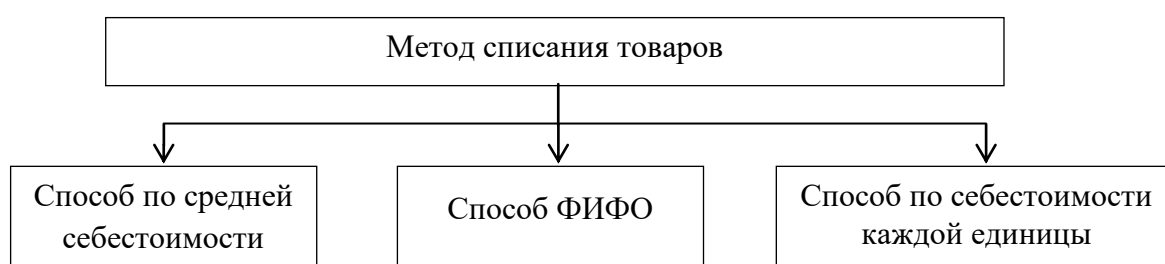 Метод списания товаров
Способ по средней
себестоимости
Способ ФИФО
Способ по себестоимости
каждой единицы